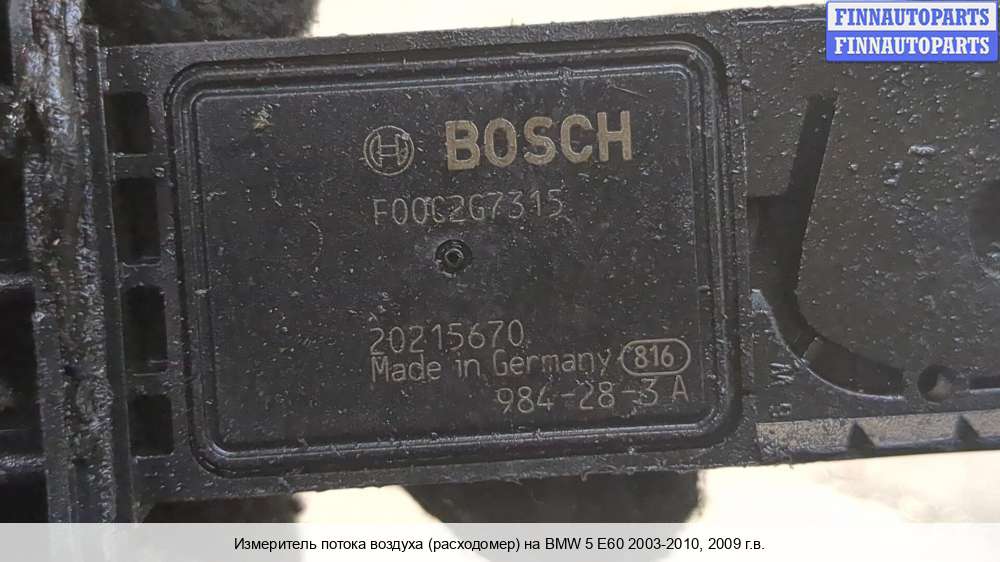 FINNAUTOPARTS
FINNAUTOPARTS
BOSCH
F00C2G7315
20215670
Made in Germany 816
984-28-3 A
Измеритель потока воздуха (расходомер) на BMW 5 E60 2003-2010, 2009 г.в.